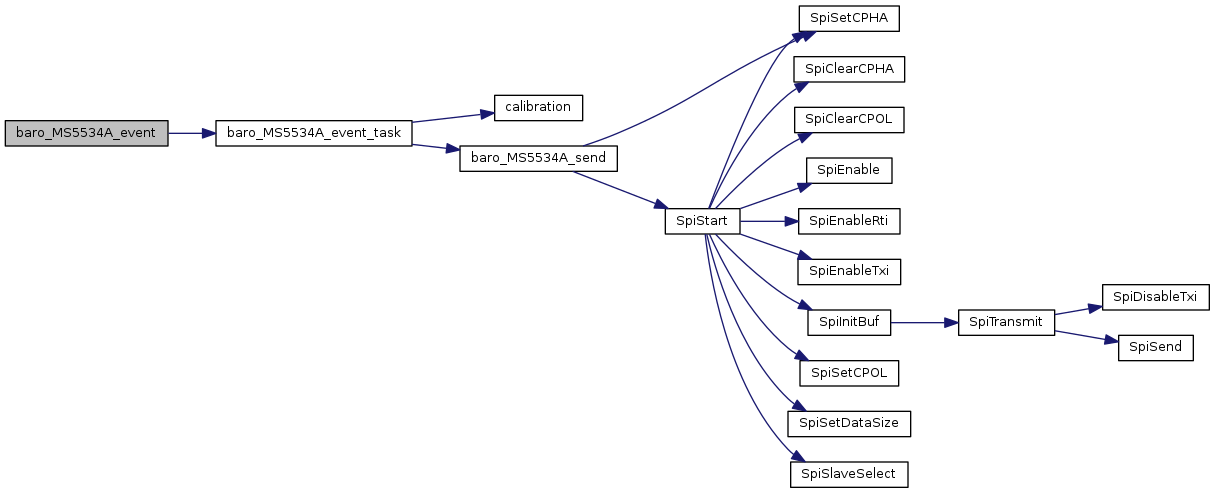 baro_MS5534A_event
baro_MS5534A_event_task
calibration
baro_MS5534A_send
SpiStart
SpiSetCPHA
SpiClearCPHA
SpiClearCPOL
SpiEnable
SpiEnableRti
SpiEnableTxi
SpiInitBuf
SpiSetCPOL
SpiSetDataSize
SpiSlaveSelect
SpiTransmit
SpiDisableTxi
SpiSend